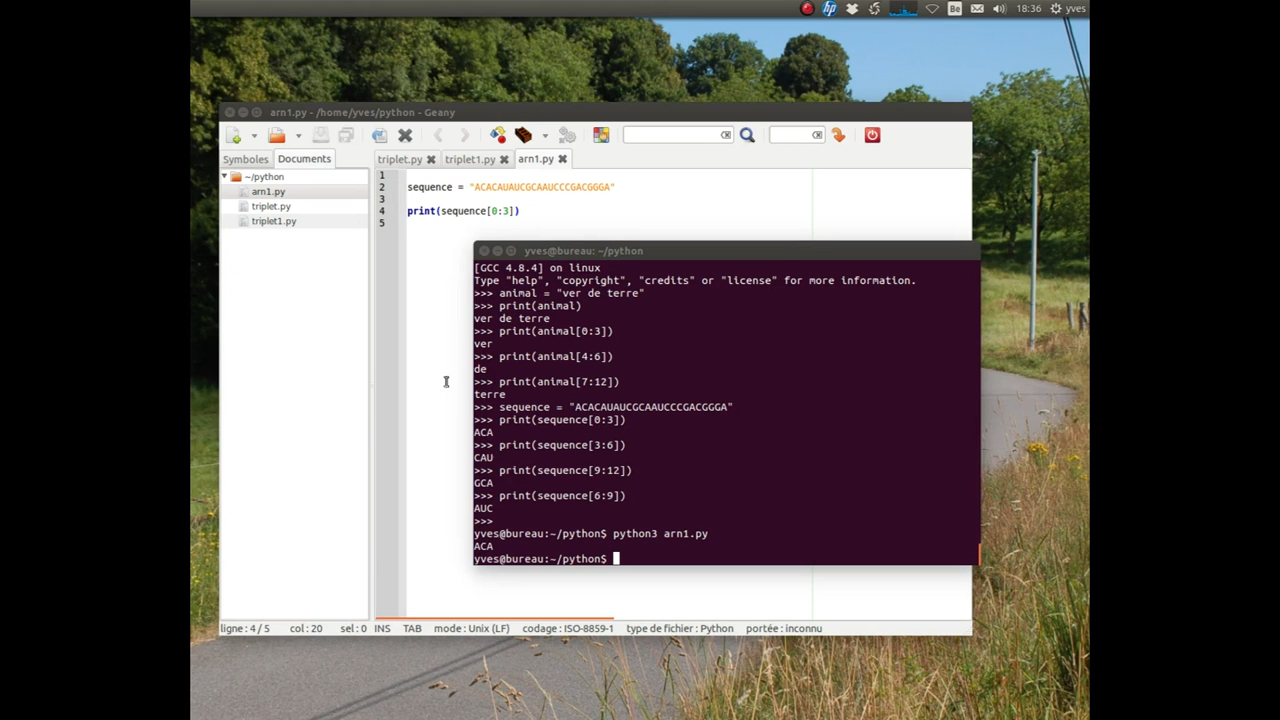 Be
18:36
yves
arn1.py - /home/yves/python - Geany
Symboles
Documents
triplet.py
triplet1.py
arn1.py
~/python
arn1.py
triplet.py
triplet1.py
1
2 sequence = "ACACAUAUCGCAAUCCCGACGGGA"
3
4 print(sequence[0:3])
5
yves@bureau: ~/python
[GCC 4.8.4] on linux
Type "help", "copyright", "credits" or "license" for more information.
>>> animal = "ver de terre"
>>> print(animal)
ver de terre
>>> print(animal[0:3])
ver
>>> print(animal[4:6])
de
>>> print(animal[7:12])
terre
>>> sequence = "ACACAUAUCGCAAUCCCGACGGGA"
>>> print(sequence[0:3])
ACA
>>> print(sequence[3:6])
CAU
>>> print(sequence[9:12])
GCA
>>> print(sequence[6:9])
AUC
>>>
yves@bureau:~/python$ python3 arn1.py
ACA
yves@bureau:~/python$
ligne : 4 / 5 col : 20 sel : 0 INS TAB mode : Unix (LF) codage : ISO-8859-1 type de fichier : Python portée : inconnu